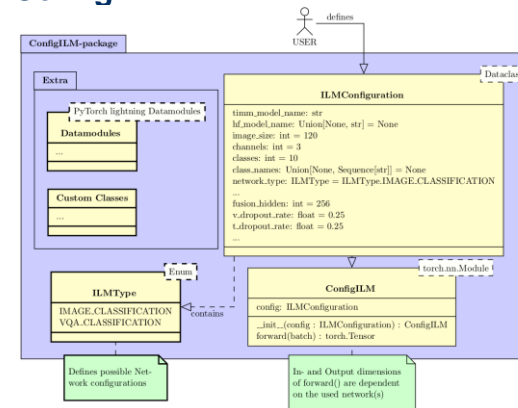 defines
USER
ConfigILM-package
Extra
PyTorch lightning Datamodules
Datamodules
...
Custom Classes
...
Dataclas
ILMConfiguration
timm_model_name: str
hf_model_name: Union[None, str] = None
image_size: int = 120
channels: int = 3
classes: int = 10
class_names: Union[None, Sequence[str]] = None
network_type: ILMType = ILMType.IMAGE_CLASSIFICATION
...
fusion_hidden: int = 256
v_dropout_rate: float = 0.25
t_dropout_rate: float = 0.25
...
Enum
ILMType
IMAGE_CLASSIFICATION
VQA_CLASSIFICATION
contains
torch.nn.Module
ConfigILM
config: ILMConfiguration
__init__(config : ILMConfiguration) : ConfigILM
forward(batch) : torch.Tensor
Defines possible Net-
work configurations
In- and Output dimensions
of forward() are dependent
on the used network(s)